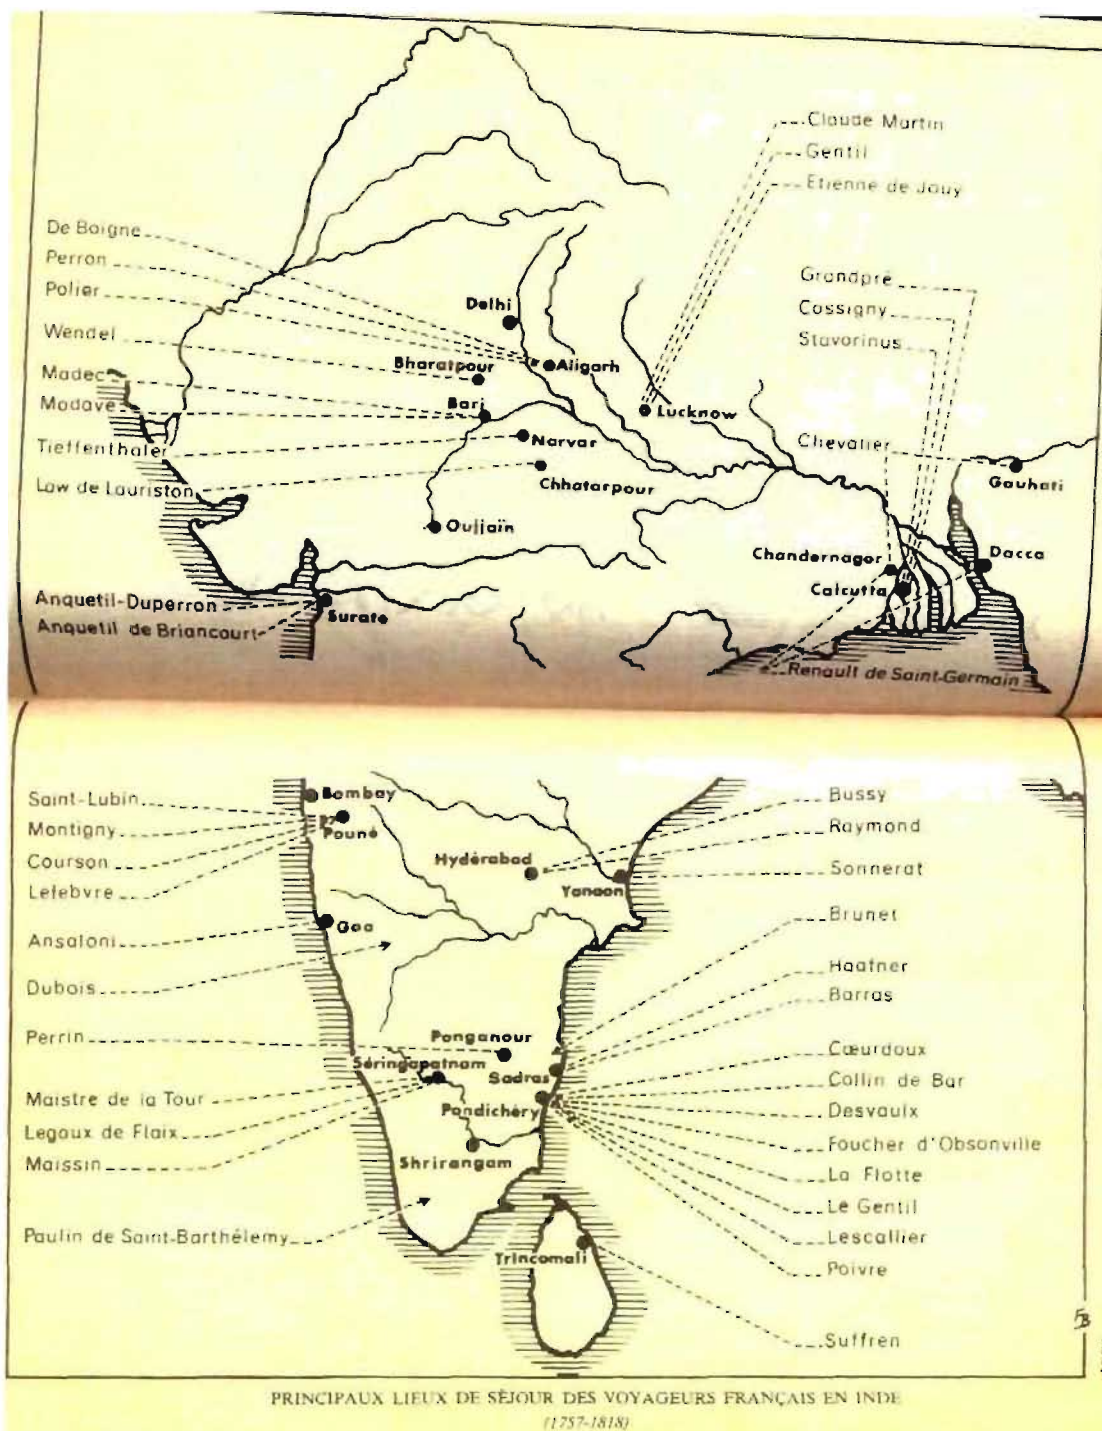 Claude Martin
Gentil
Etienne de Jouy
De Boigne
Perron
Polier
Wendel
Madec
Modave
Tieffenthaler
Law de Lauriston
Anquetil-Duperron
Anquetil de Briancourt
Grandpré
Cossigny
Stavorinus
Chevalier
Delhi
Bharatpour
Aligarh
Bari
Lucknow
Narvar
Chhatarpour
Oujjaïn
Gauhati
Chandernagor
Dacca
Calcutta
Surate
Renault de Saint-Germain
Saint-Lubin
Montigny
Courson
Lefebvre
Ansaloni
Dubois
Perrin
Maistre de la Tour
Legoux de Flaix
Maissin
Paulin de Saint-Barthélemy
Bombay
Pouné
Hydérabad
Yanaon
Goa
Ponganour
Séringapatnam
Sadras
Pondichéry
Shrirangam
Trincomali
Bussy
Raymond
Sonnerat
Brunet
Haafner
Barras
Cœurdoux
Collin de Bar
Desvaulx
Foucher d'Obsonville
La Flotte
Le Gentil
Lescallier
Poivre
Suffren
PRINCIPAUX LIEUX DE SÉJOUR DES VOYAGEURS FRANÇAIS EN INDE
(1757-1818)